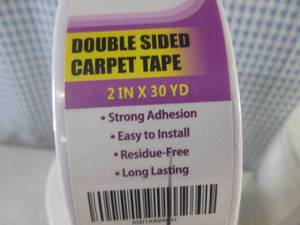 DOUBLE SIDED
CARPET TAPE
2 IN X 30 YD
• Strong Adhesion
• Easy to Install
• Residue-Free
• Long Lasting